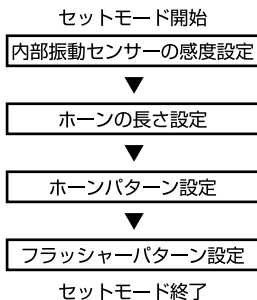 セットモード開始
内部振動センサーの感度設定
▼
ホーンの長さ設定
▼
ホーンパターン設定
▼
フラッシャーパターン設定
セットモード終了